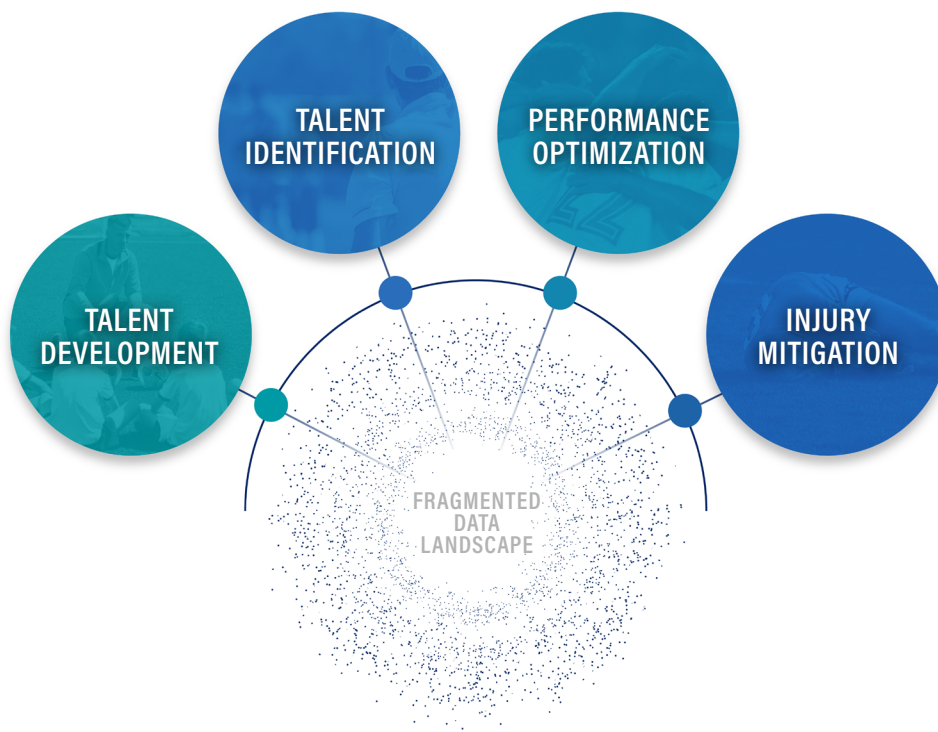 TALENT
IDENTIFICATION
PERFORMANCE
OPTIMIZATION
TALENT
DEVELOPMENT
INJURY
MITIGATION
FRAGMENTED
DATA
LANDSCAPE